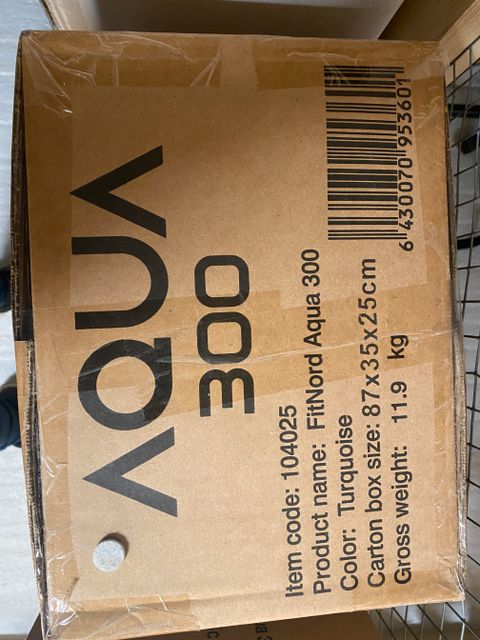 AQUA
300
Item code: 104025
Product name: FitNord Aqua 300
Color: Turquoise
Carton box size: 87x35x25cm
Gross weight: 11.9 kg
6 430070 953601